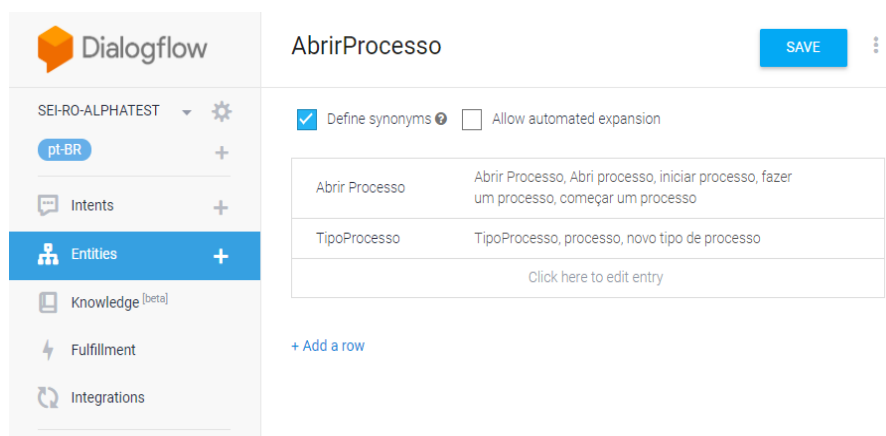 Dialogflow
SEI-RO-ALPHATEST
pt-BR
Intents
Entities
Knowledge [beta]
Fulfillment
Integrations
AbrirProcesso
SAVE
Define synonyms
Allow automated expansion
Abrir Processo
Abrir Processo, Abri processo, iniciar processo, fazer
um processo, começar um processo
TipoProcesso
TipoProcesso, processo, novo tipo de processo
Click here to edit entry
+ Add a row